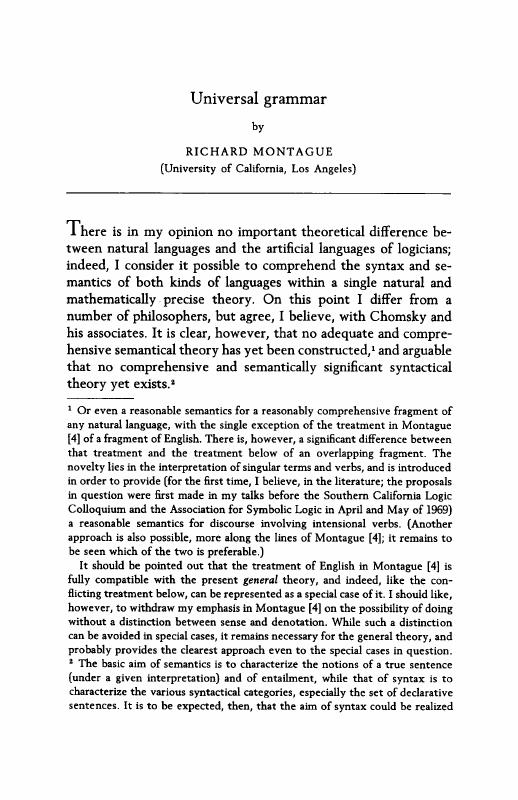 Universal grammar
by
RICHARD MONTAGUE
(University of California, Los Angeles)
There is in my opinion no important theoretical difference be-
tween natural languages and the artificial languages of logicians;
indeed, I consider it possible to comprehend the syntax and se-
mantics of both kinds of languages within a single natural and
mathematically precise theory. On this point I differ from a
number of philosophers, but agree, I believe, with Chomsky and
his associates. It is clear, however, that no adequate and compre-
hensive semantical theory has yet been constructed,¹ and arguable
that no comprehensive and semantically significant syntactical
theory yet exists.²
¹ Or even a reasonable semantics for a reasonably comprehensive fragment of
any natural language, with the single exception of the treatment in Montague
[4] of a fragment of English. There is, however, a significant difference between
that treatment and the treatment below of an overlapping fragment. The
novelty lies in the interpretation of singular terms and verbs, and is introduced
in order to provide (for the first time, I believe, in the literature; the proposals
in question were first made in my talks before the Southern California Logic
Colloquium and the Association for Symbolic Logic in April and May of 1969)
a reasonable semantics for discourse involving intensional verbs. (Another
approach is also possible, more along the lines of Montague [4]; it remains to
be seen which of the two is preferable.)
It should be pointed out that the treatment of English in Montague [4] is
fully compatible with the present general theory, and indeed, like the con-
flicting treatment below, can be represented as a special case of it. I should like,
however, to withdraw my emphasis in Montague [4] on the possibility of doing
without a distinction between sense and denotation. While such a distinction
can be avoided in special cases, it remains necessary for the general theory, and
probably provides the clearest approach even to the special cases in question.
² The basic aim of semantics is to characterize the notions of a true sentence
(under a given interpretation) and of entailment, while that of syntax is to
characterize the various syntactical categories, especially the set of declarative
sentences. It is to be expected, then, that the aim of syntax could be realized